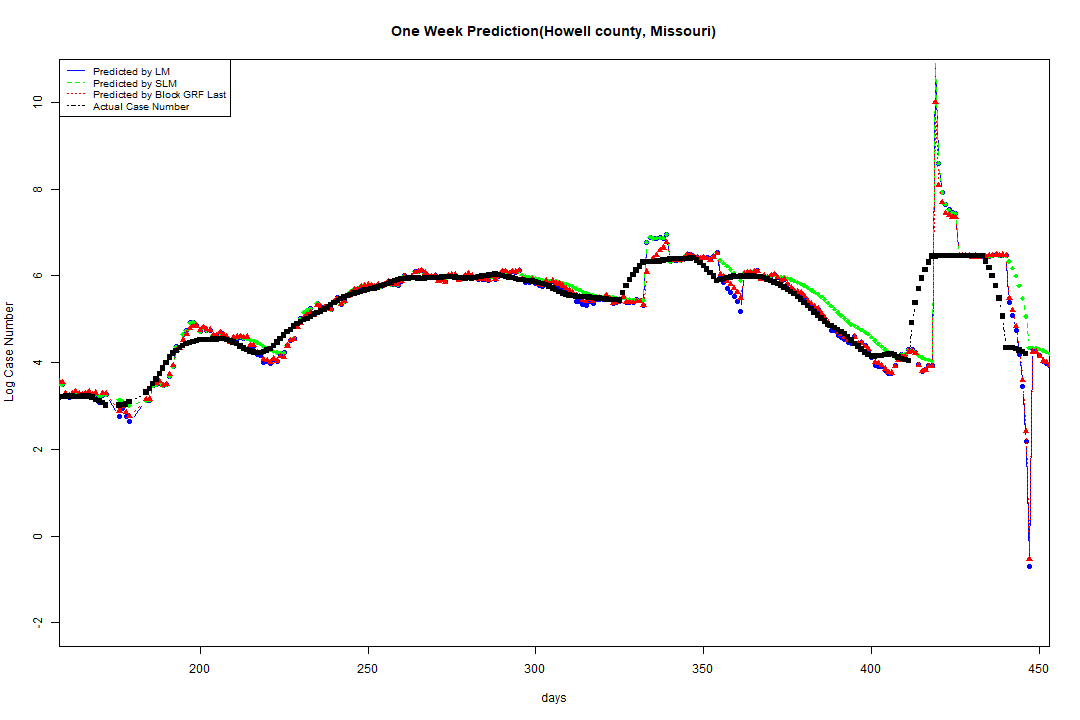 One Week Prediction(Howell county, Missouri)
Predicted by LM
Predicted by SLM
Predicted by Block GRF Last
Actual Case Number
Log Case Number
10
8
6
4
2
0
-2
200 250 300 350 400 450
days